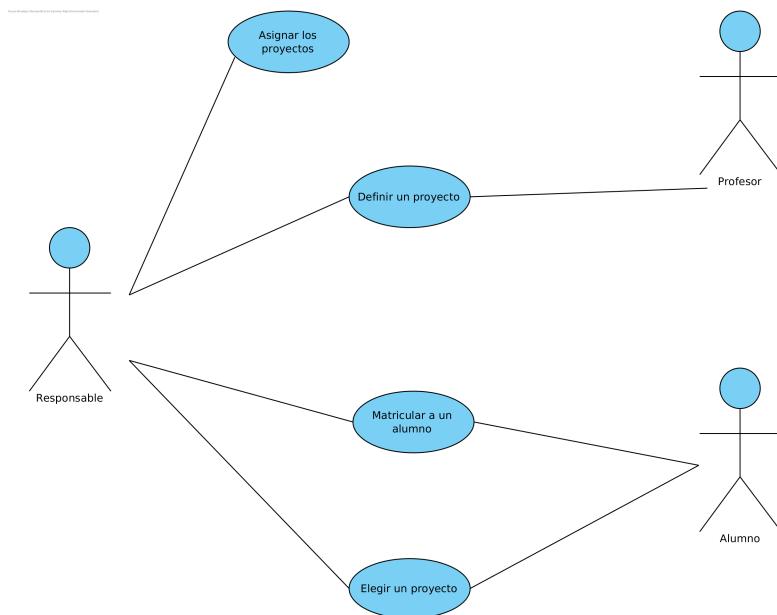 Asignar los
proyectos
Profesor
Definir un proyecto
Responsable
Matricular a un
alumno
Alumno
Elegir un proyecto